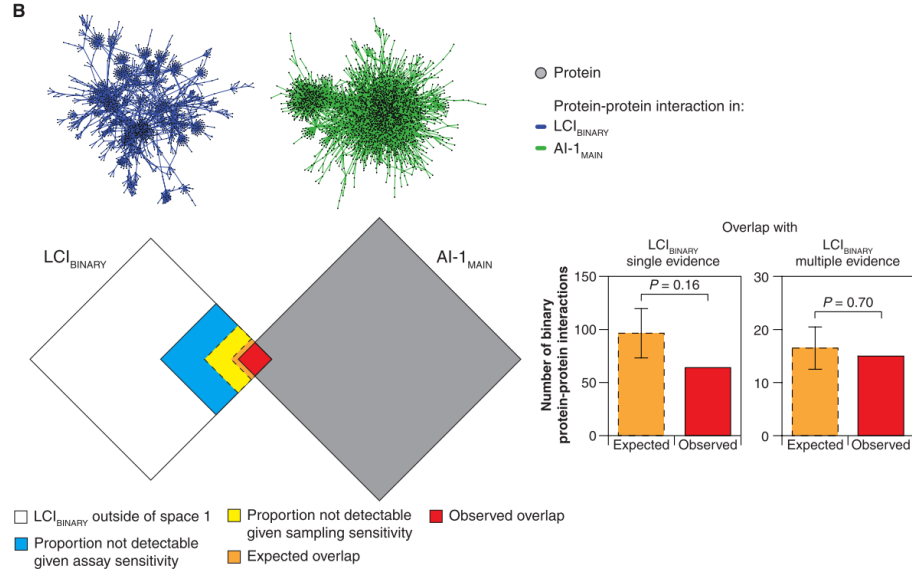 B
Protein
Protein-protein interaction in:
LCIBINARY
AI-1MAIN
LCIBINARY
AI-1MAIN
Overlap with
LCIBINARY
single evidence
LCIBINARY
multiple evidence
Number of binary
protein-protein interactions
150
100
50
0
P = 0.16
Expected
Observed
30
20
10
0
P = 0.70
Expected
Observed
LCIBINARY outside of space 1
Proportion not detectable
given assay sensitivity
Proportion not detectable
given sampling sensitivity
Expected overlap
Observed overlap